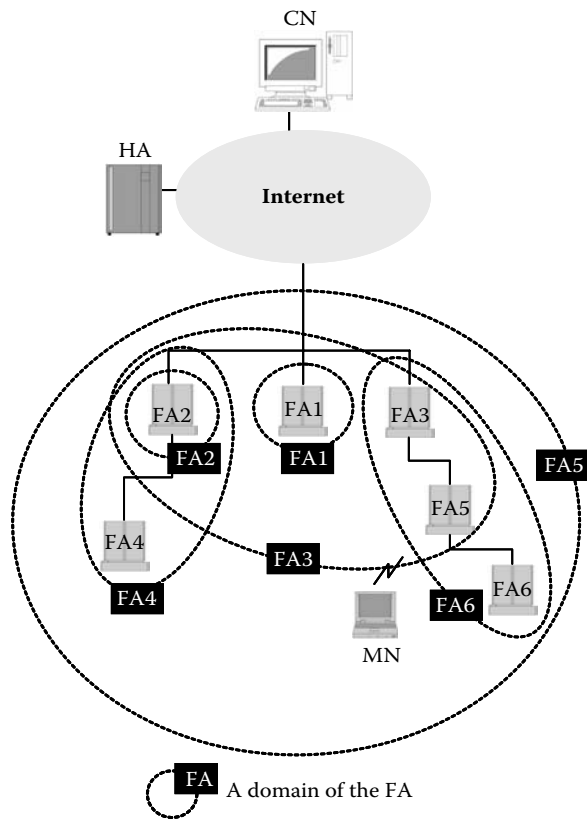 CN
HA
Internet
FA2
FA1
FA3
FA2
FA1
FA5
FA5
FA4
FA3
FA4
FA6
FA6
MN
FA
A domain of the FA